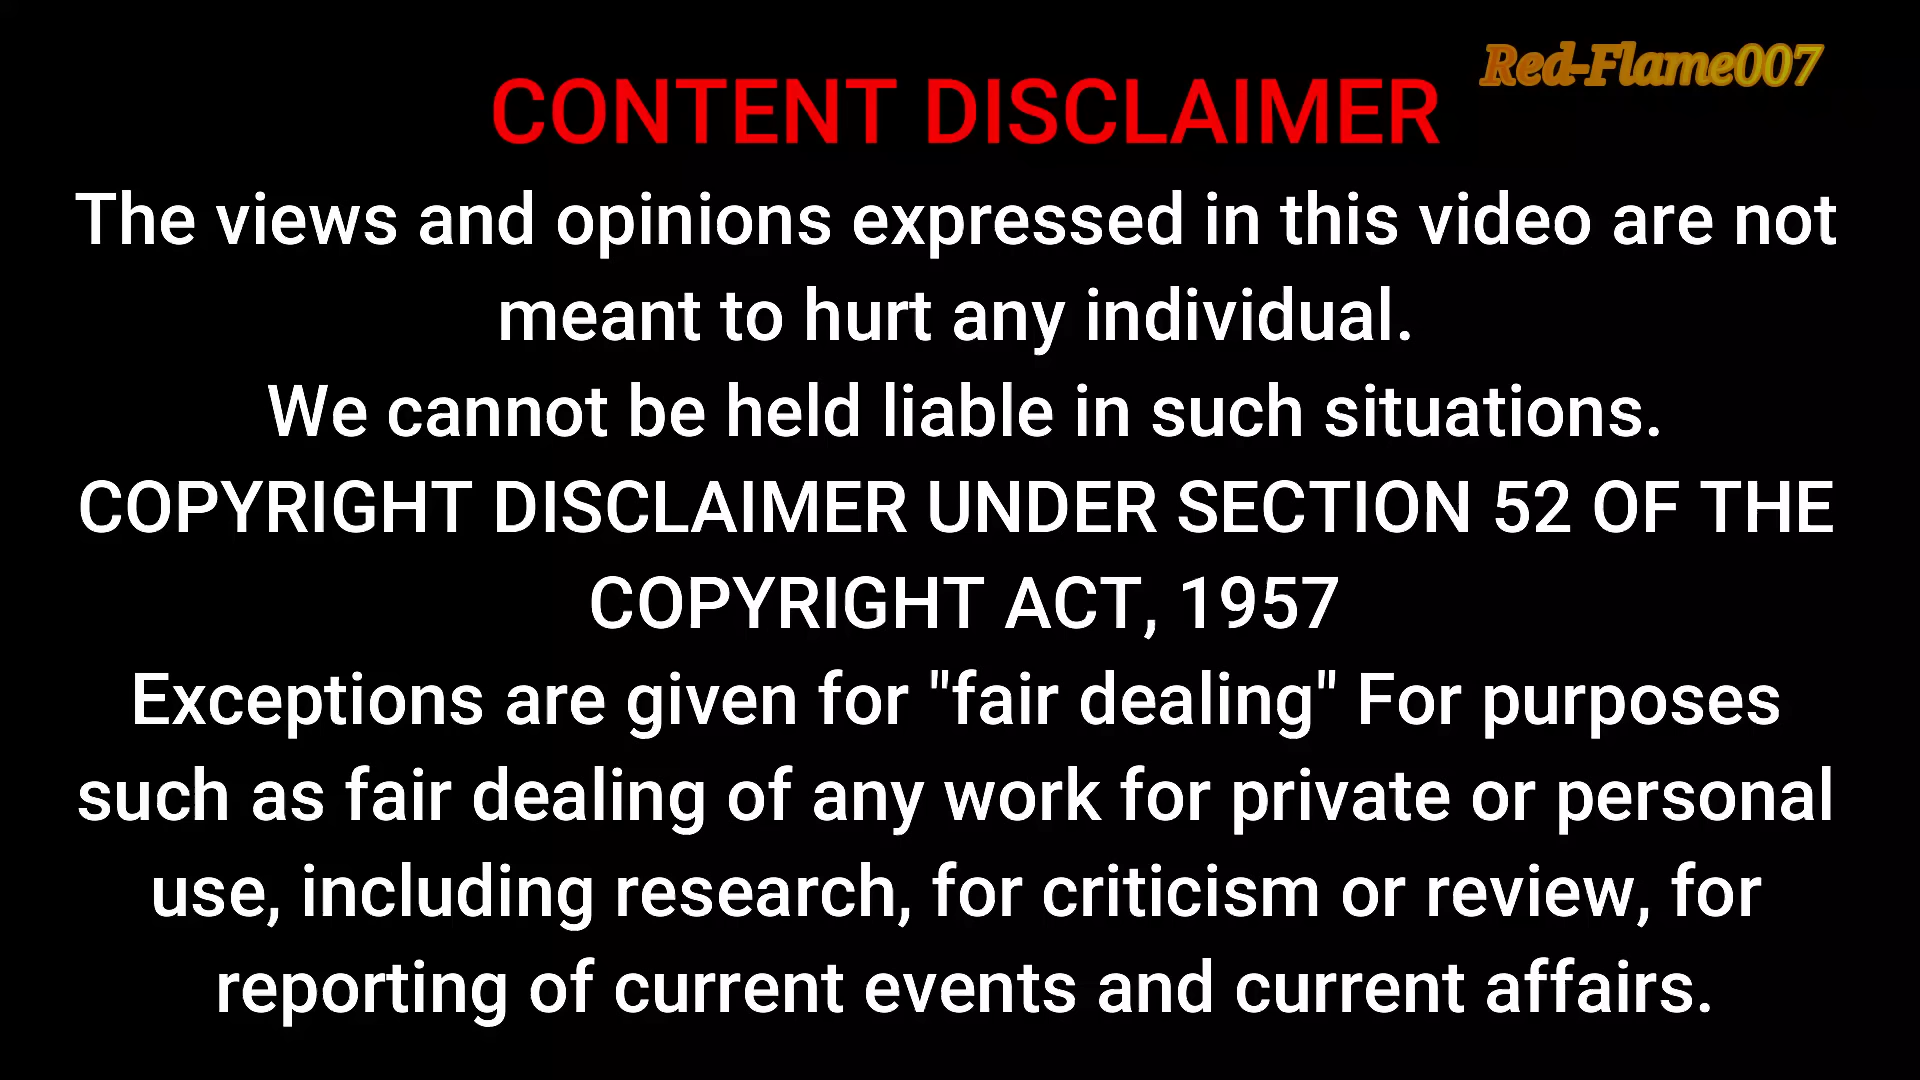 Red-Flame007
CONTENT DISCLAIMER
The views and opinions expressed in this video are not
meant to hurt any individual.
We cannot be held liable in such situations.
COPYRIGHT DISCLAIMER UNDER SECTION 52 OF THE
COPYRIGHT ACT, 1957
Exceptions are given for "fair dealing" For purposes
such as fair dealing of any work for private or personal
use, including research, for criticism or review, for
reporting of current events and current affairs.